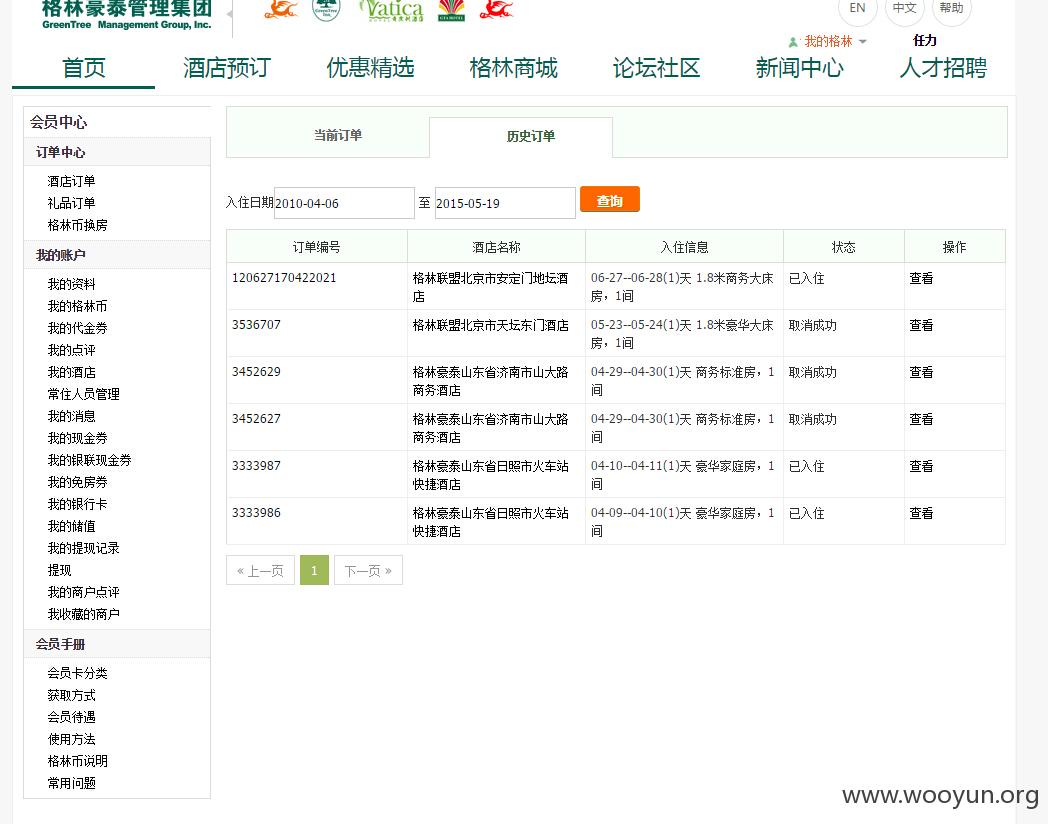 格林豪泰管理集团
GreenTree Management Group, Inc.
Vatica
EN
中文
帮助
我的格林
任力
首页
酒店预订
优惠精选
格林商城
论坛社区
新闻中心
人才招聘
会员中心
订单中心
酒店订单
礼品订单
格林币换房
我的账户
我的资料
我的格林币
我的代金券
我的点评
我的酒店
常住人员管理
我的消息
我的现金券
我的银联现金券
我的免房券
我的银行卡
我的储值
我的提现记录
提现
我的商户点评
我收藏的商户
会员手册
会员卡分类
获取方式
会员待遇
使用方法
格林币说明
常用问题
当前订单
历史订单
入住日期 2010-04-06 至 2015-05-19 查询
订单编号 酒店名称 入住信息 状态 操作
120627170422021 格林联盟北京市安定门地坛酒 06-27--06-28(1)天 1.8米商务大床 已入住 查看
店 房，1间
3536707 格林联盟北京市天坛东门酒店 05-23--05-24(1)天 1.8米豪华大床 取消成功 查看
房，1间
3452629 格林豪泰山东省济南市山大路 04-29--04-30(1)天 商务标准房，1 取消成功 查看
商务酒店 间
3452627 格林豪泰山东省济南市山大路 04-29--04-30(1)天 商务标准房，1 取消成功 查看
商务酒店 间
3333987 格林豪泰山东省日照市火车站 04-10--04-11(1)天 豪华家庭房，1 已入住 查看
快捷酒店 间
3333986 格林豪泰山东省日照市火车站 04-09--04-10(1)天 豪华家庭房，1 已入住 查看
快捷酒店 间
« 上一页 1 下一页 »
www.wooyun.org